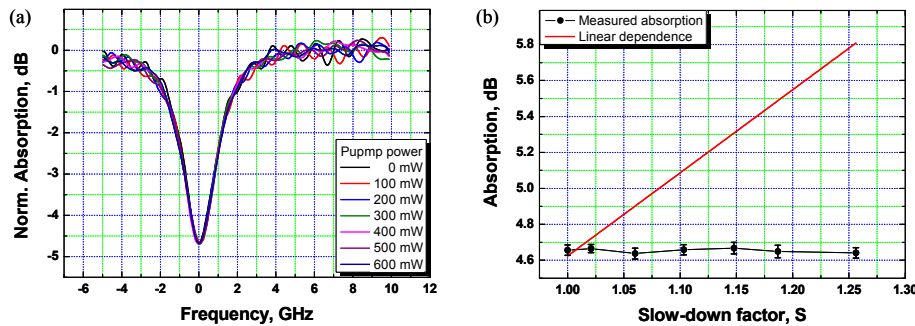 (a)
Norm. Absorption, dB
0
-1
-2
-3
-4
-5
-6 -4 -2 0 2 4 6 8 10 12
Frequency, GHz
Pupmp power
0 mW
100 mW
200 mW
300 mW
400 mW
500 mW
600 mW
(b)
Absorption, dB
5.8
5.6
5.4
5.2
5.0
4.8
4.6
1.00 1.05 1.10 1.15 1.20 1.25 1.30
Slow-down factor, S
Measured absorption
Linear dependence